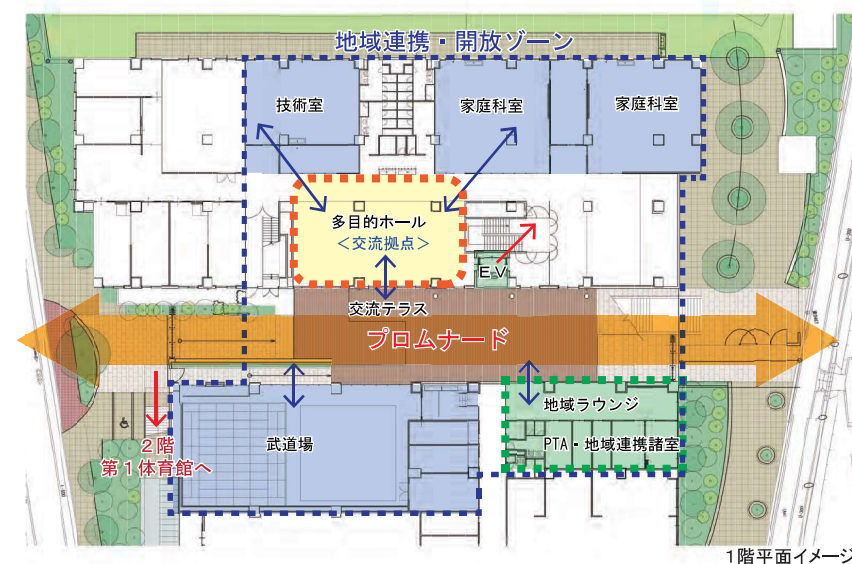 地域連携・開放ゾーン
技術室
家庭科室
家庭科室
多目的ホール
＜交流拠点＞
ＥＶ
交流テラス
プロムナード
地域ラウンジ
２階
第１体育館へ
武道場
PTA・地域連携諸室
１階平面イメージ